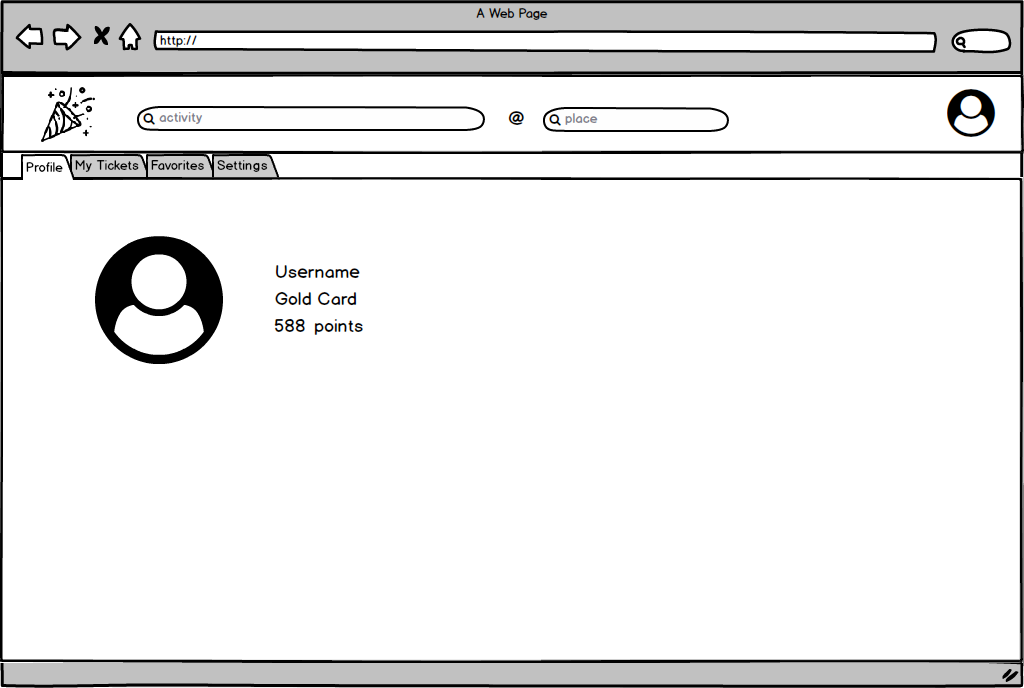 A Web Page
http://
activity @ place
Profile My Tickets Favorites Settings
Username
Gold Card
588 points